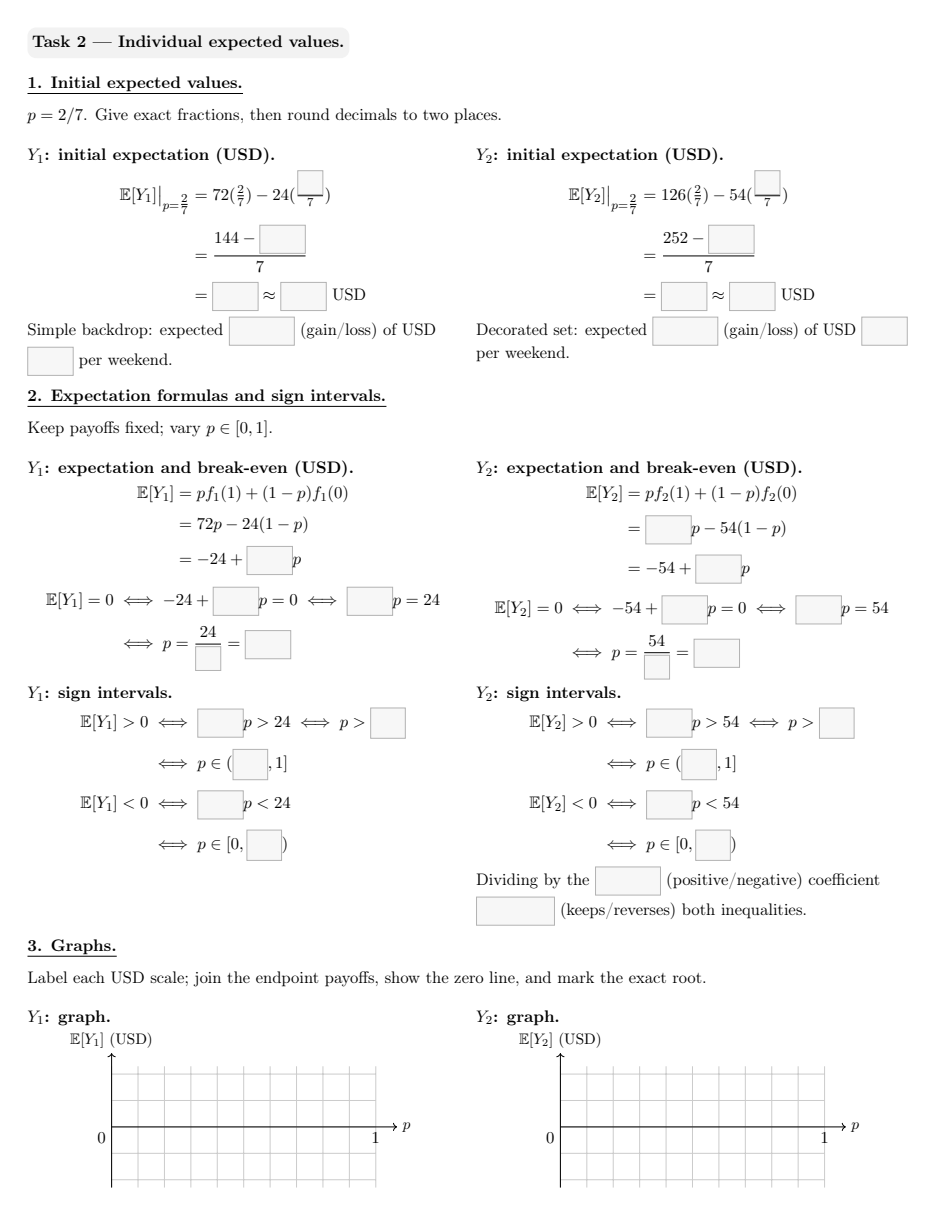 Task 2 — Individual expected values.
1. Initial expected values.
p = 2/7. Give exact fractions, then round decimals to two places.
Y₁: initial expectation (USD).
𝔼[Y₁]|ₚ₌2/7 = 72(2/7) − 24( /7)
= (144 − )/7
= ≈ USD
Simple backdrop: expected (gain/loss) of USD
per weekend.
Y₂: initial expectation (USD).
𝔼[Y₂]|ₚ₌2/7 = 126(2/7) − 54( /7)
= (252 − )/7
= ≈ USD
Decorated set: expected (gain/loss) of USD
per weekend.
2. Expectation formulas and sign intervals.
Keep payoffs fixed; vary p ∈ [0, 1].
Y₁: expectation and break-even (USD).
𝔼[Y₁] = pf₁(1) + (1 − p)f₁(0)
= 72p − 24(1 − p)
= −24 + p
𝔼[Y₁] = 0 ⟺ −24 + p = 0 ⟺ p = 24
⟺ p = 24/ =
Y₁: sign intervals.
𝔼[Y₁] > 0 ⟺ p > 24 ⟺ p >
⟺ p ∈ ( , 1]
𝔼[Y₁] < 0 ⟺ p < 24
⟺ p ∈ [0, )
Y₂: expectation and break-even (USD).
𝔼[Y₂] = pf₂(1) + (1 − p)f₂(0)
= p − 54(1 − p)
= −54 + p
𝔼[Y₂] = 0 ⟺ −54 + p = 0 ⟺ p = 54
⟺ p = 54/ =
Y₂: sign intervals.
𝔼[Y₂] > 0 ⟺ p > 54 ⟺ p >
⟺ p ∈ ( , 1]
𝔼[Y₂] < 0 ⟺ p < 54
⟺ p ∈ [0, )
Dividing by the (positive/negative) coefficient
(keeps/reverses) both inequalities.
3. Graphs.
Label each USD scale; join the endpoint payoffs, show the zero line, and mark the exact root.
Y₁: graph.
𝔼[Y₁] (USD)
0 1 p
Y₂: graph.
𝔼[Y₂] (USD)
0 1 p